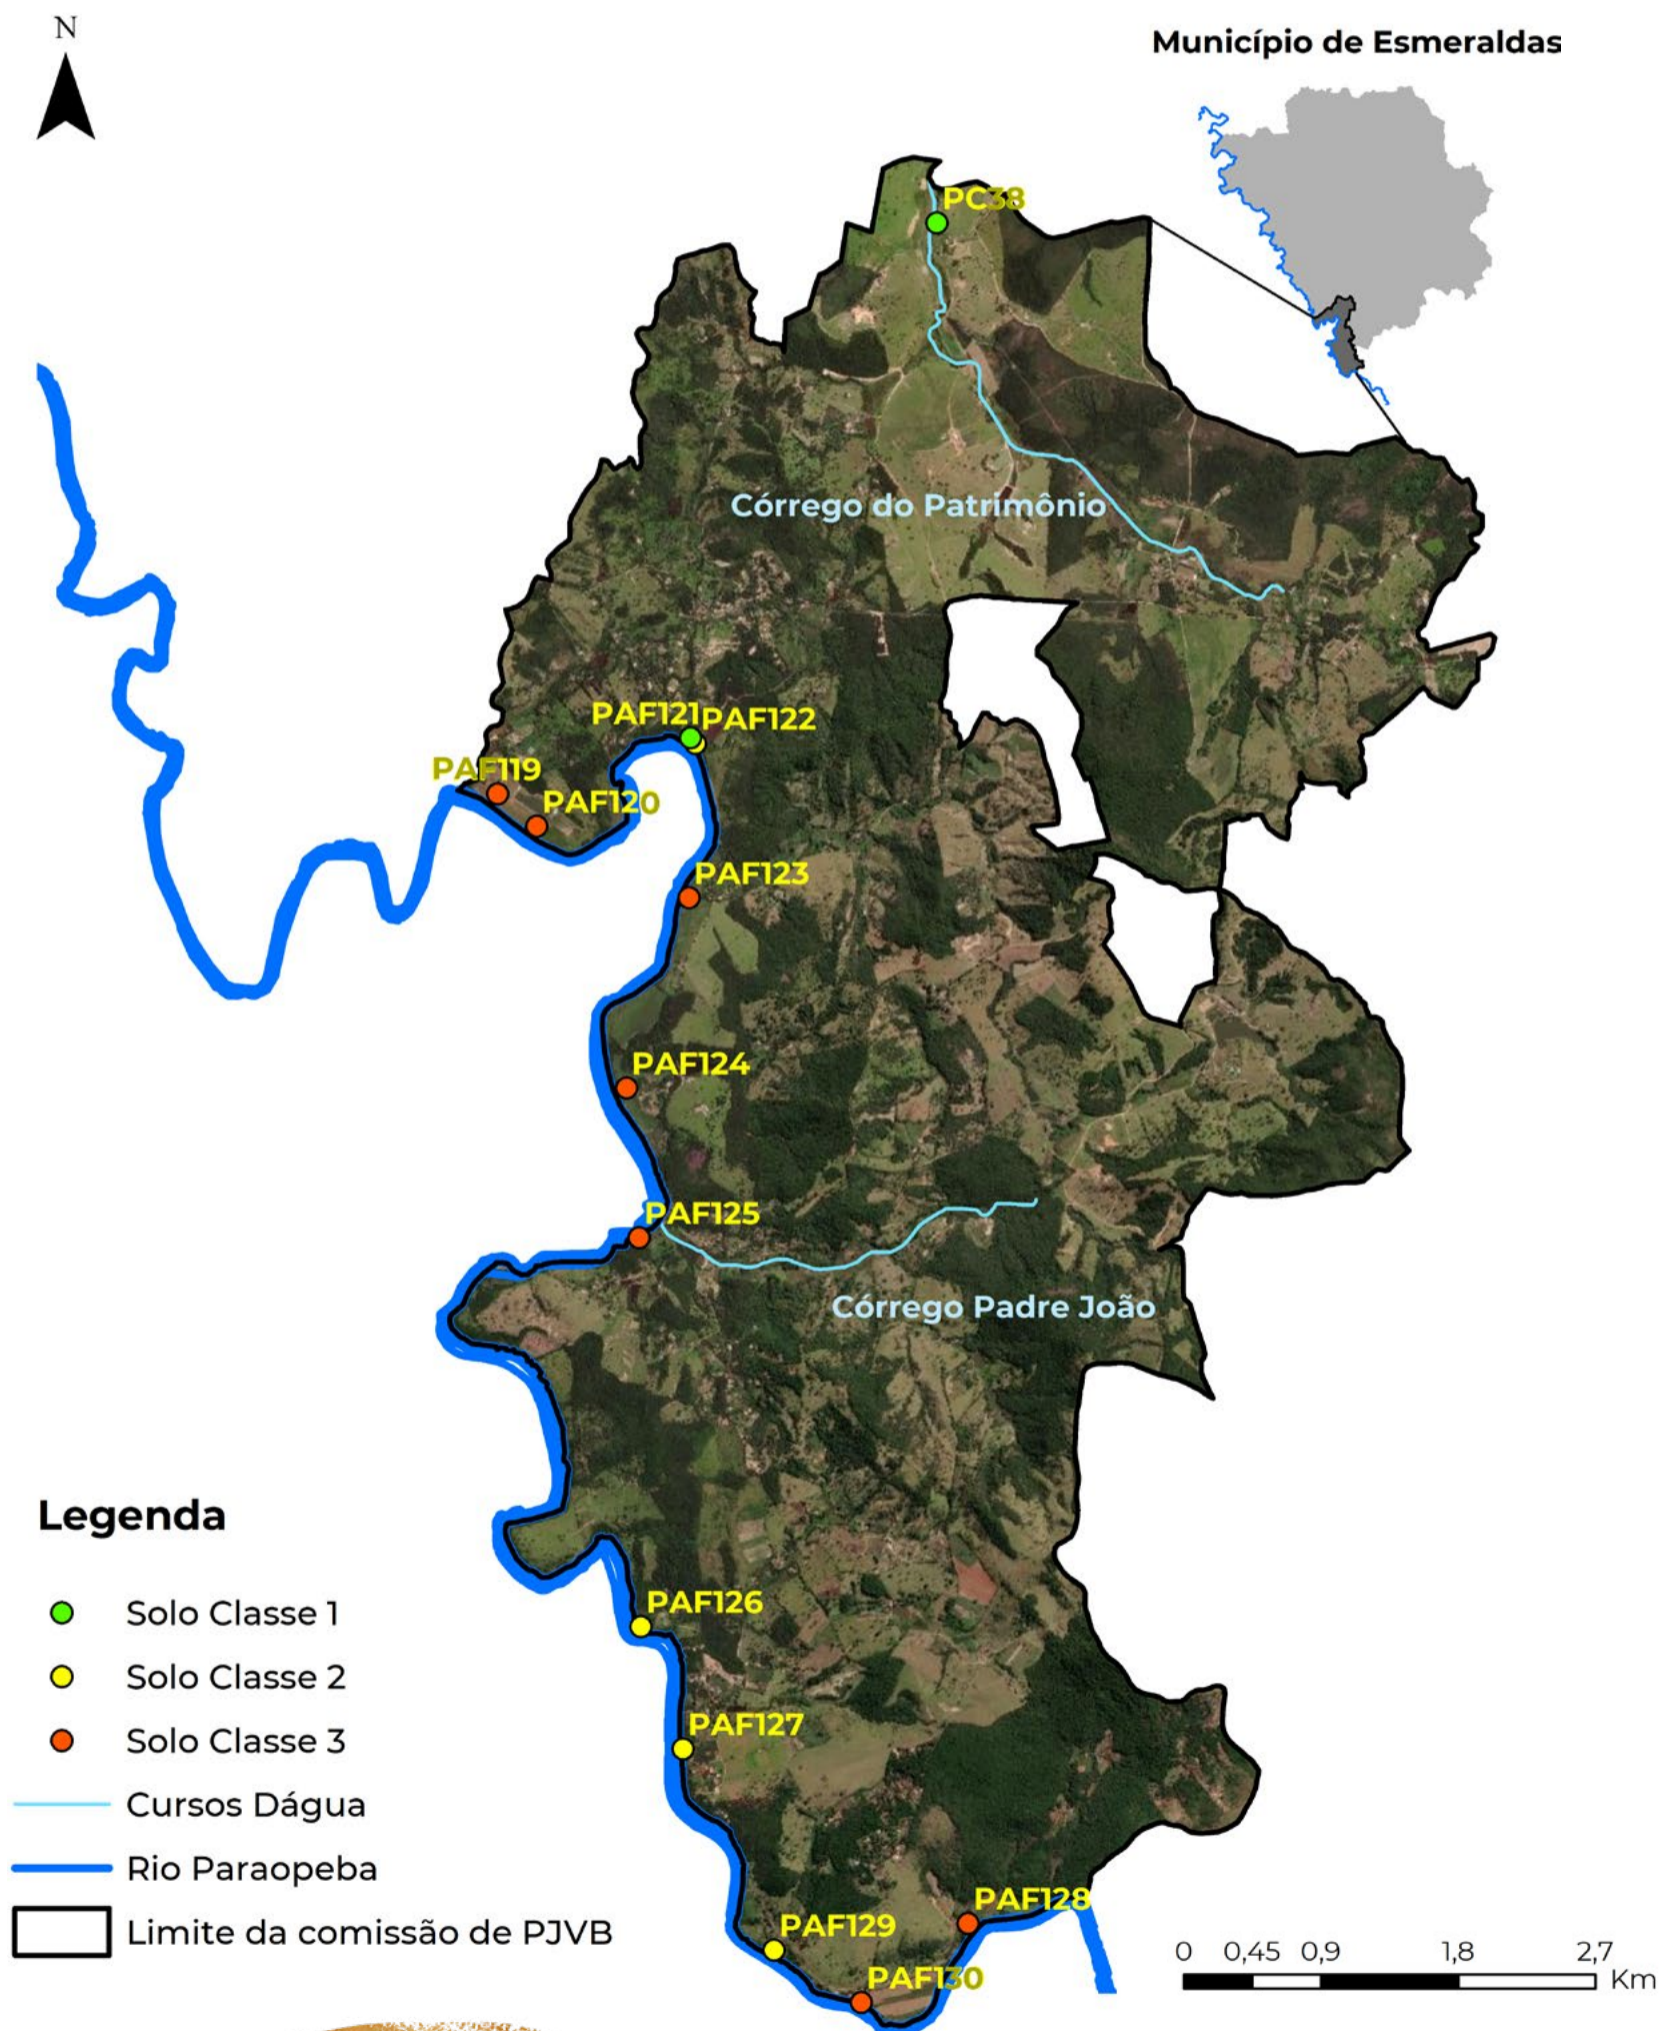 N
Município de Esmeraldas
PC38
Córrego do Patrimônio
PAF121
PAF122
PAF119
PAF120
PAF123
PAF124
PAF125
Córrego Padre João
Legenda
Solo Classe 1
Solo Classe 2
Solo Classe 3
Cursos Dágua
Rio Paraopeba
Limite da comissão de PJVB
PAF126
PAF127
PAF128
PAF129
PAF130
0 0,45 0,9 1,8 2,7
Km